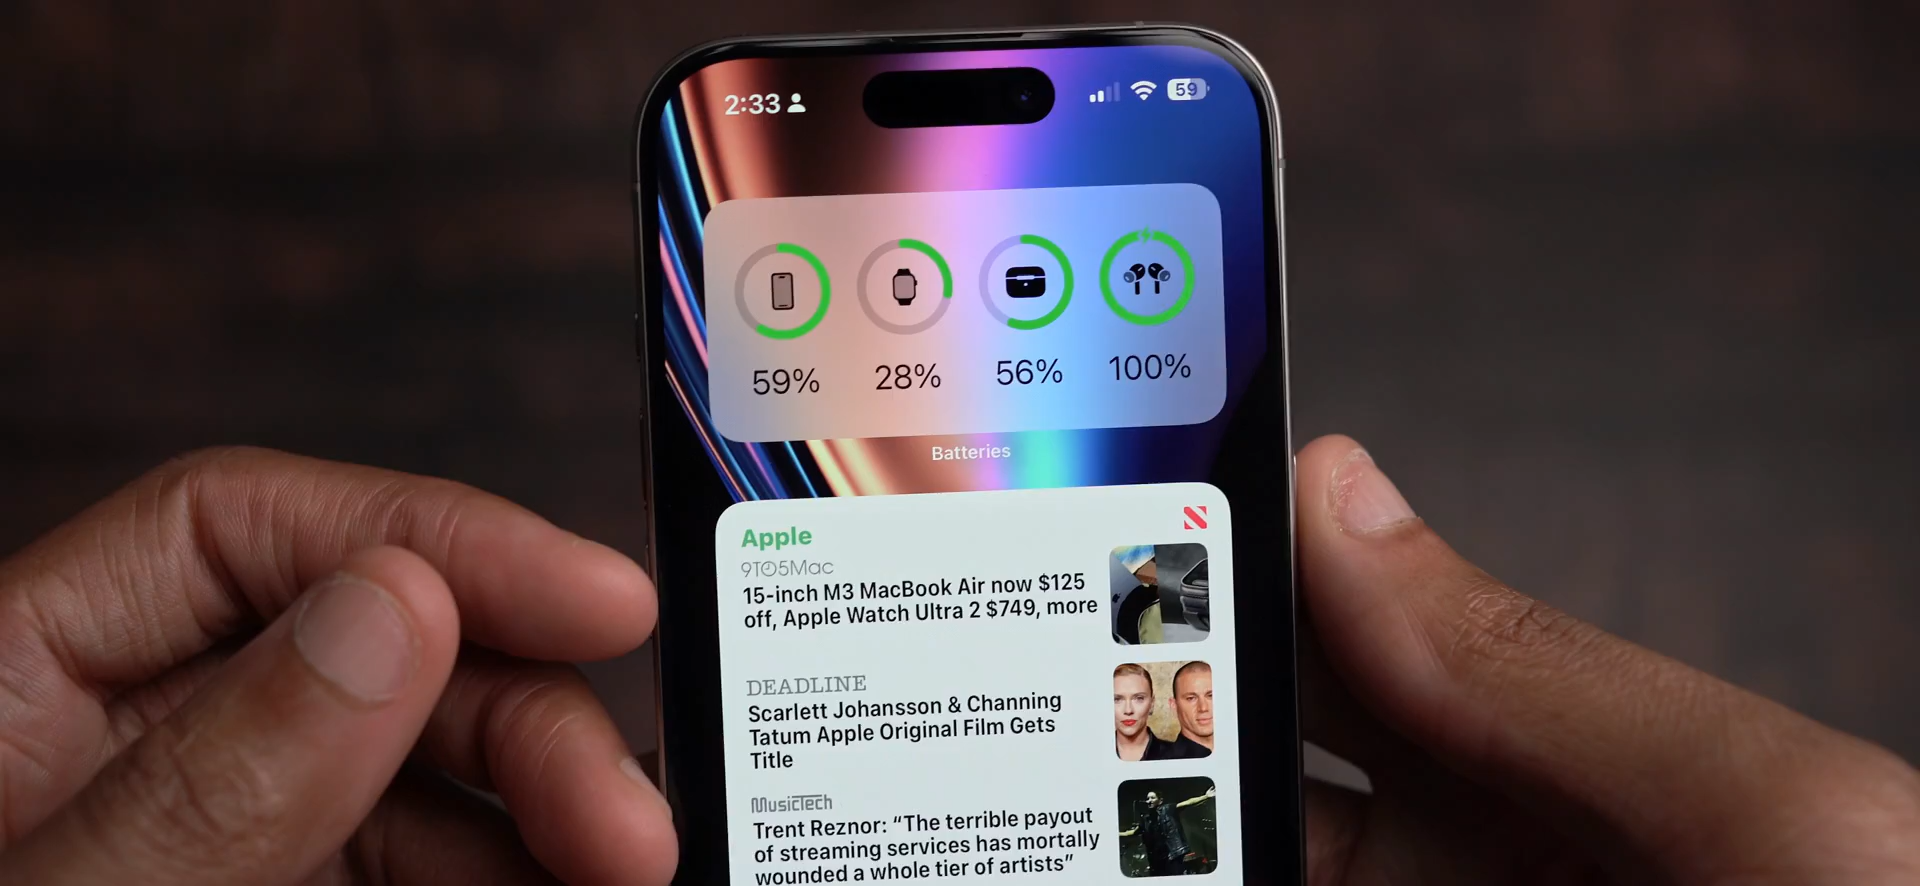 2:33
59
59%
28%
56%
100%
Batteries
Apple
9TO5Mac
15-inch M3 MacBook Air now $125
off, Apple Watch Ultra 2 $749, more
DEADLINE
Scarlett Johansson & Channing
Tatum Apple Original Film Gets
Title
MusicTech
Trent Reznor: “The terrible payout
of streaming services has mortally
wounded a whole tier of artists”